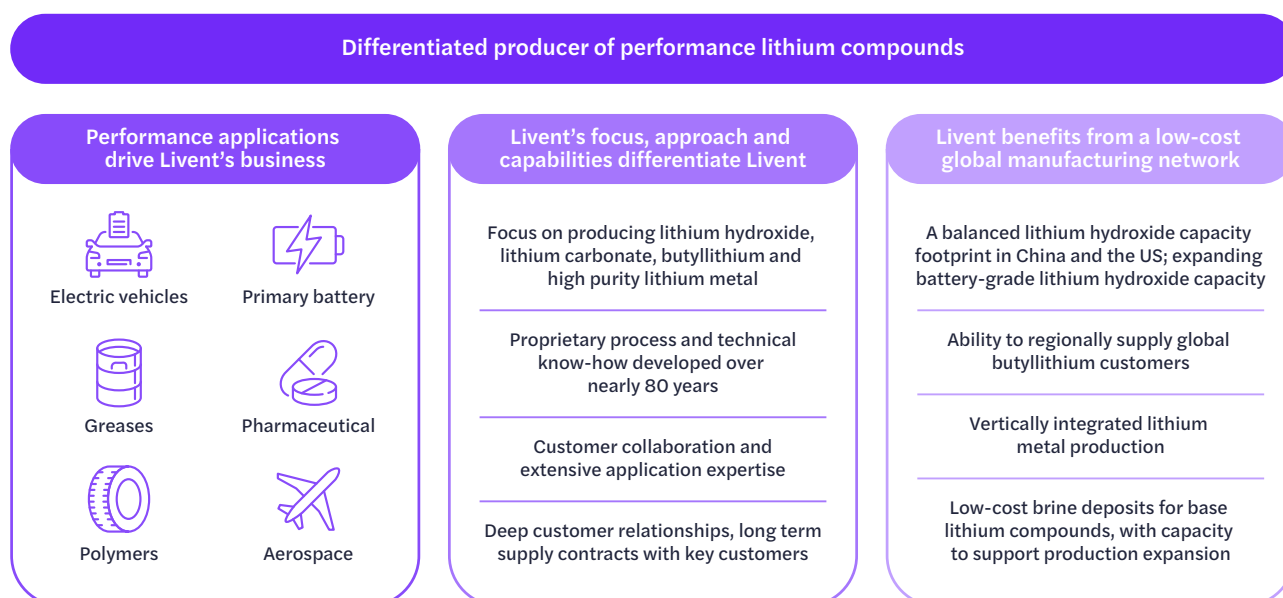 Differentiated producer of performance lithium compounds
Performance applications
drive Livent's business
Electric vehicles
Primary battery
Greases
Pharmaceutical
Polymers
Aerospace
Livent's focus, approach and
capabilities differentiate Livent
Focus on producing lithium hydroxide,
lithium carbonate, butyllithium and
high purity lithium metal
Proprietary process and technical
know-how developed over
nearly 80 years
Customer collaboration and
extensive application expertise
Deep customer relationships, long term
supply contracts with key customers
Livent benefits from a low-cost
global manufacturing network
A balanced lithium hydroxide capacity
footprint in China and the US; expanding
battery-grade lithium hydroxide capacity
Ability to regionally supply global
butyllithium customers
Vertically integrated lithium
metal production
Low-cost brine deposits for base
lithium compounds, with capacity
to support production expansion